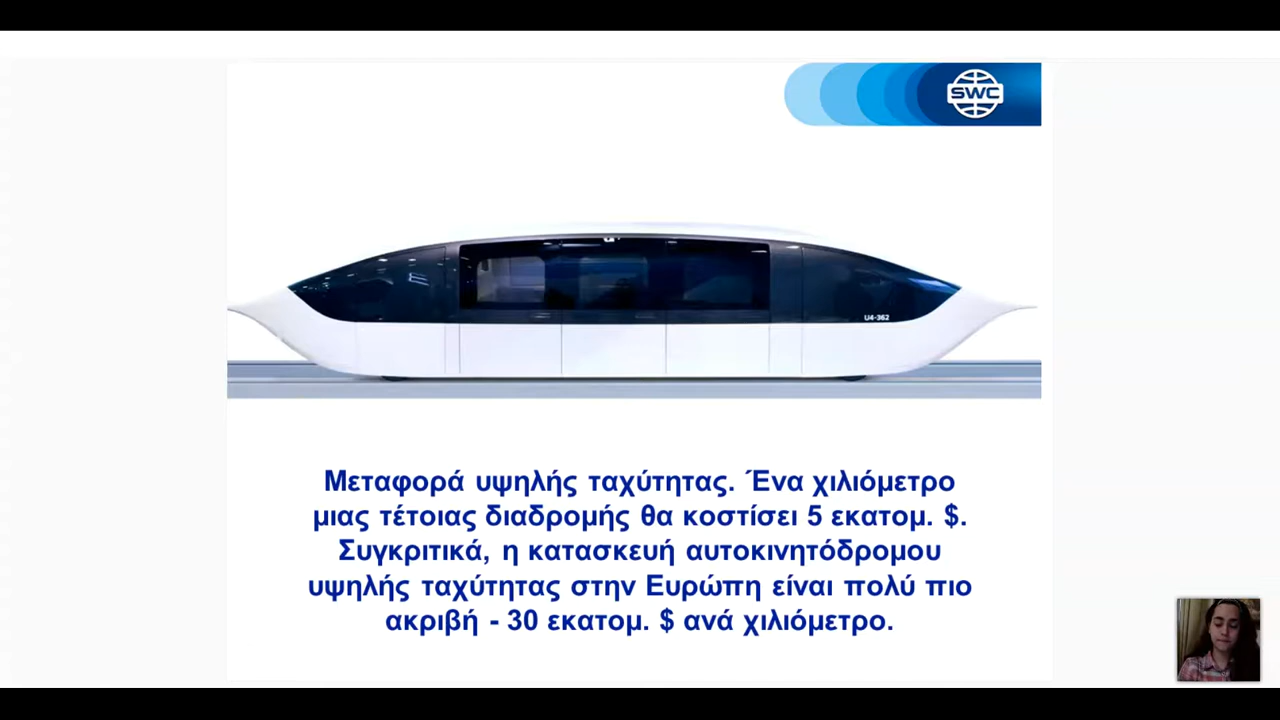 SWC
U4-362
Μεταφορά υψηλής ταχύτητας. Ένα χιλιόμετρο
μιας τέτοιας διαδρομής θα κοστίσει 5 εκατομ. $.
Συγκριτικά, η κατασκευή αυτοκινητόδρομου
υψηλής ταχύτητας στην Ευρώπη είναι πολύ πιο
ακριβή - 30 εκατομ. $ ανά χιλιόμετρο.